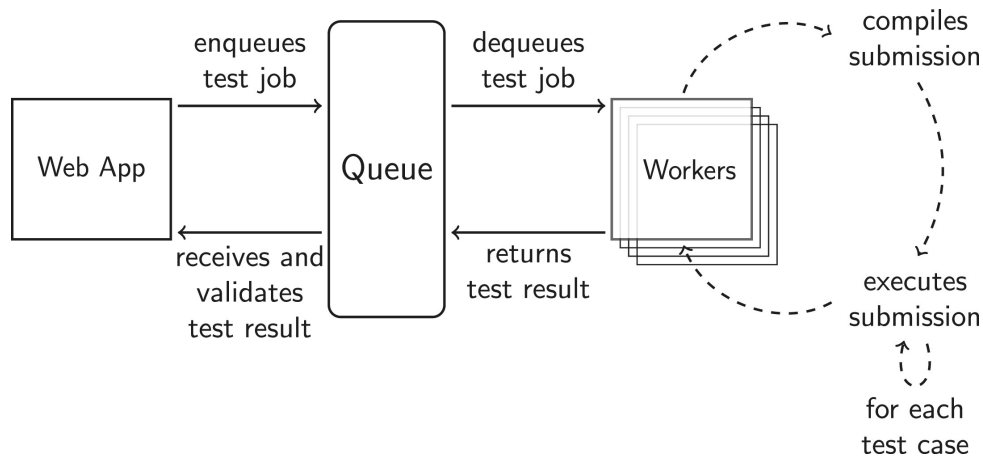 enqueues
test job
dequeues
test job
compiles
submission
Web App
Queue
Workers
receives and
validates
test result
returns
test result
executes
submission
for each
test case